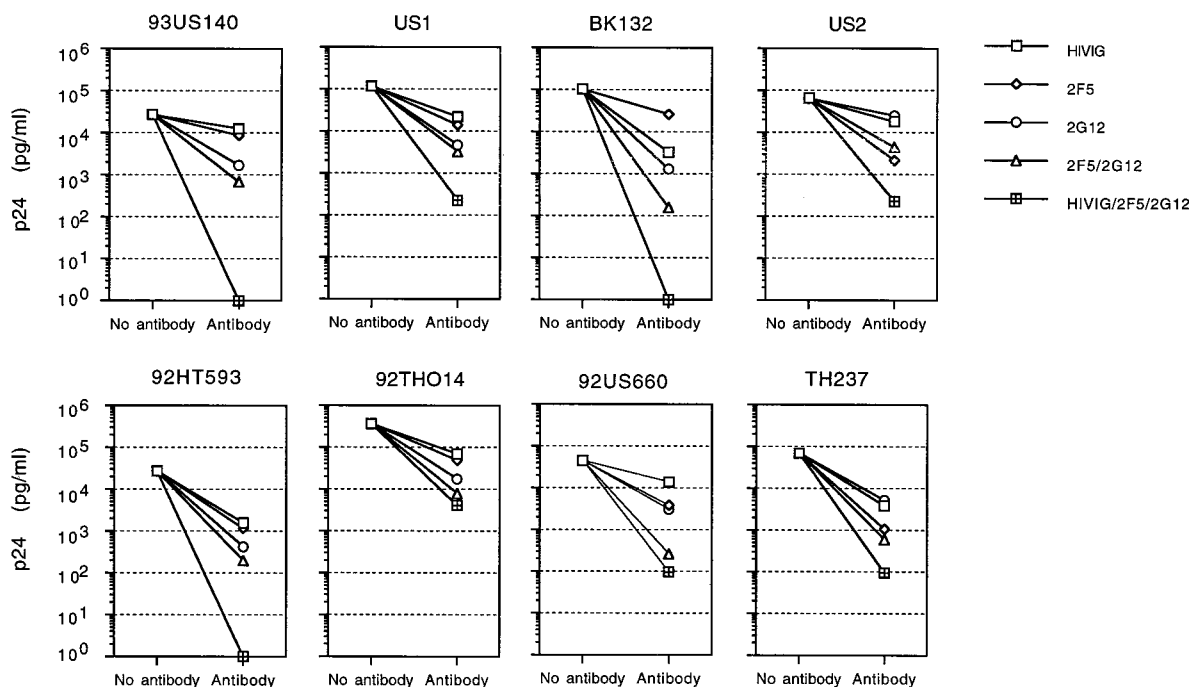 93US140 US1 BK132 US2
p24 (pg/ml)
10^6
10^5
10^4
10^3
10^2
10^1
10^0
No antibody Antibody No antibody Antibody No antibody Antibody No antibody Antibody
HIVIG
2F5
2G12
2F5/2G12
HIVIG/2F5/2G12
92HT593 92THO14 92US660 TH237
p24 (pg/ml)
10^6
10^5
10^4
10^3
10^2
10^1
10^0
No antibody Antibody No antibody Antibody No antibody Antibody No antibody Antibody